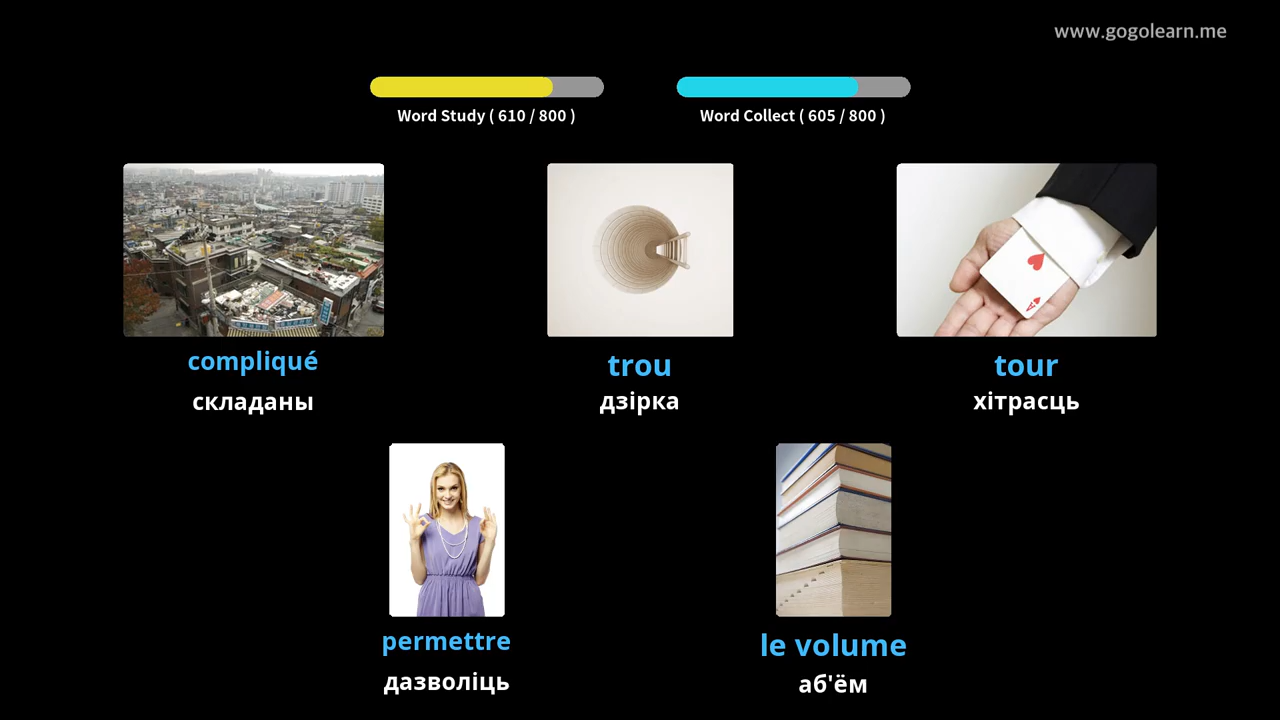 www.gogolearn.me
Word Study ( 610 / 800 )
Word Collect ( 605 / 800 )
compliqué
складаны
trou
дзірка
tour
хітрасць
permettre
дазволіць
le volume
аб'ём